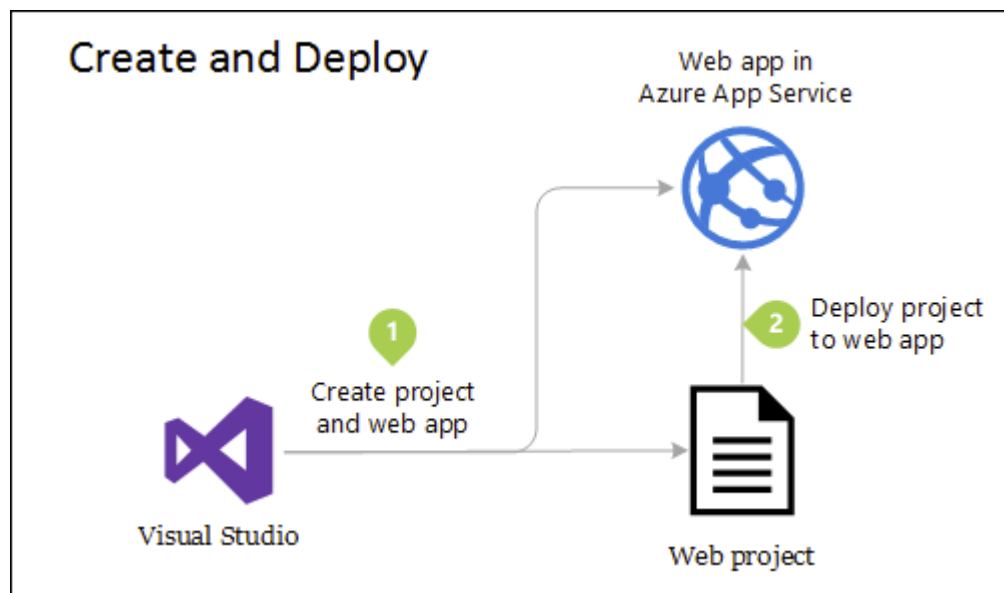 Create and Deploy
Web app in
Azure App Service
1
Create project
and web app
2
Deploy project
to web app
Visual Studio
Web project